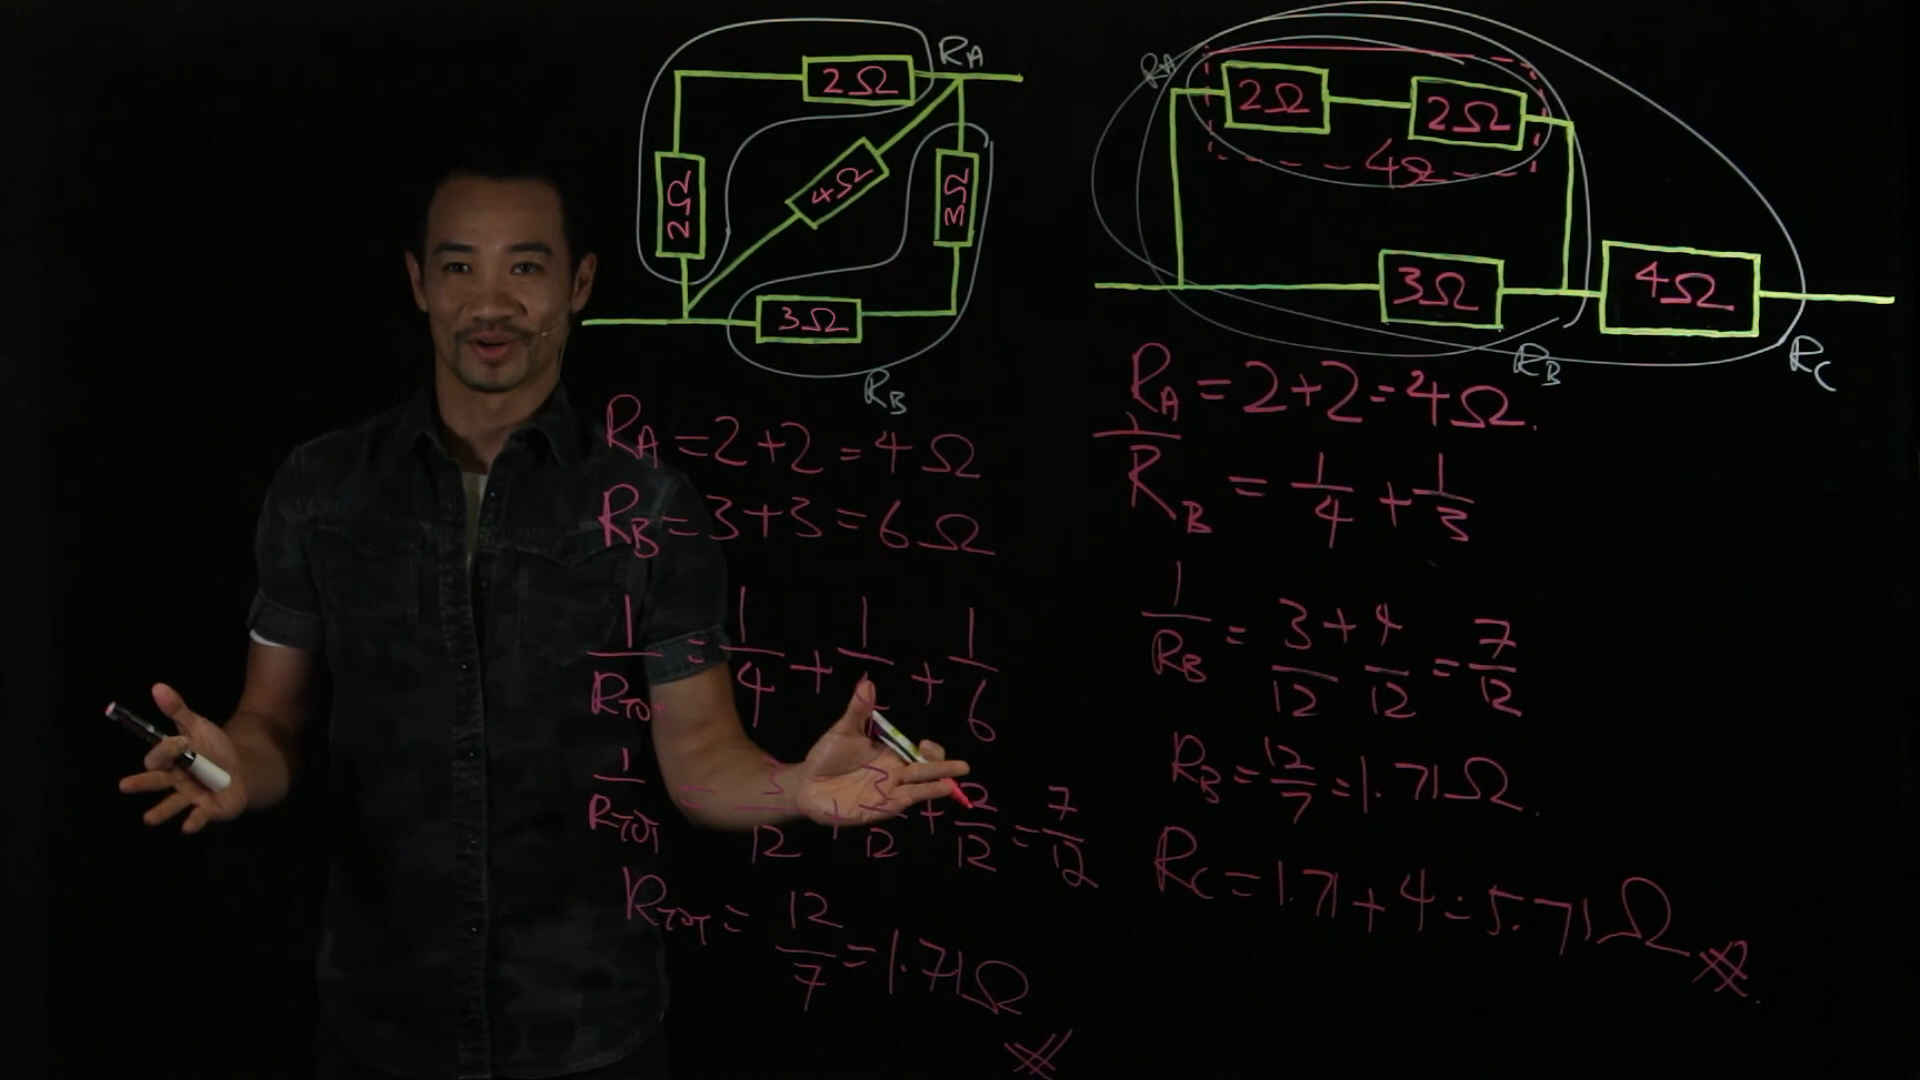 RA
2Ω
2Ω
4Ω
3Ω
3Ω
RB
RA = 2+2 = 4Ω
RB = 3+3 = 6Ω
1/RTOT = 1/4 + 1/ + 1/6
1/RTOT = 3/12 + 3/12 + 2/12 = 7/12
RTOT = 12/7 = 1.71Ω
RA
2Ω
2Ω
4Ω
3Ω
4Ω
RB
RC
RA = 2+2 = 4Ω.
1/RB = 1/4 + 1/3
1/RB = 3/12 + 4/12 = 7/12
RB = 12/7 = 1.71Ω.
RC = 1.71 + 4 = 5.71Ω